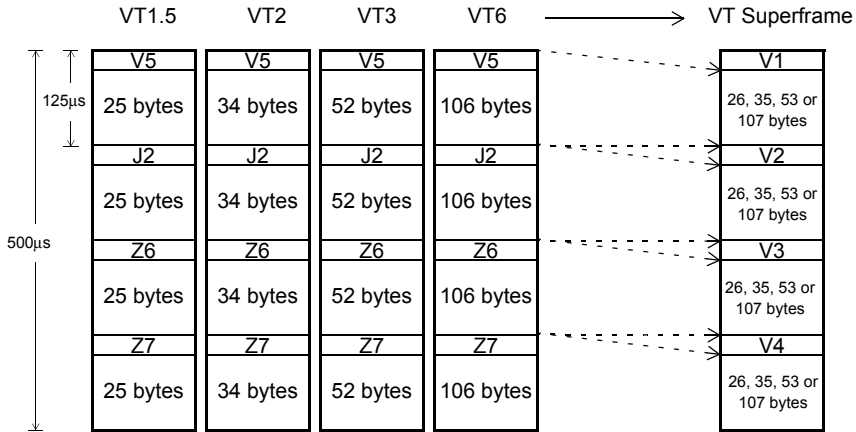 VT1.5 VT2 VT3 VT6 VT Superframe
V5 V5 V5 V5 V1
125µs
25 bytes 34 bytes 52 bytes 106 bytes 26, 35, 53 or
107 bytes
J2 J2 J2 J2 V2
25 bytes 34 bytes 52 bytes 106 bytes 26, 35, 53 or
107 bytes
500µs
Z6 Z6 Z6 Z6 V3
25 bytes 34 bytes 52 bytes 106 bytes 26, 35, 53 or
107 bytes
Z7 Z7 Z7 Z7 V4
25 bytes 34 bytes 52 bytes 106 bytes 26, 35, 53 or
107 bytes